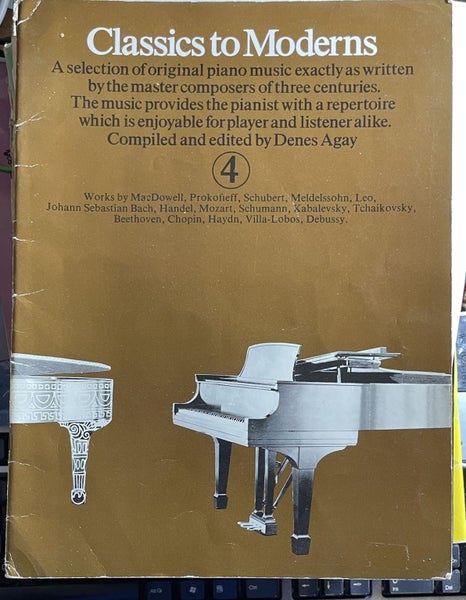 Classics to Moderns
A selection of original piano music exactly as written
by the master composers of three centuries.
The music provides the pianist with a repertoire
which is enjoyable for player and listener alike.
Compiled and edited by Denes Agay
4
Works by MacDowell, Prokofieff, Schubert, Meldelssohn, Leo,
Johann Sebastian Bach, Handel, Mozart, Schumann, Kabalevsky, Tchaikovsky,
Beethoven, Chopin, Haydn, Villa-Lobos, Debussy.